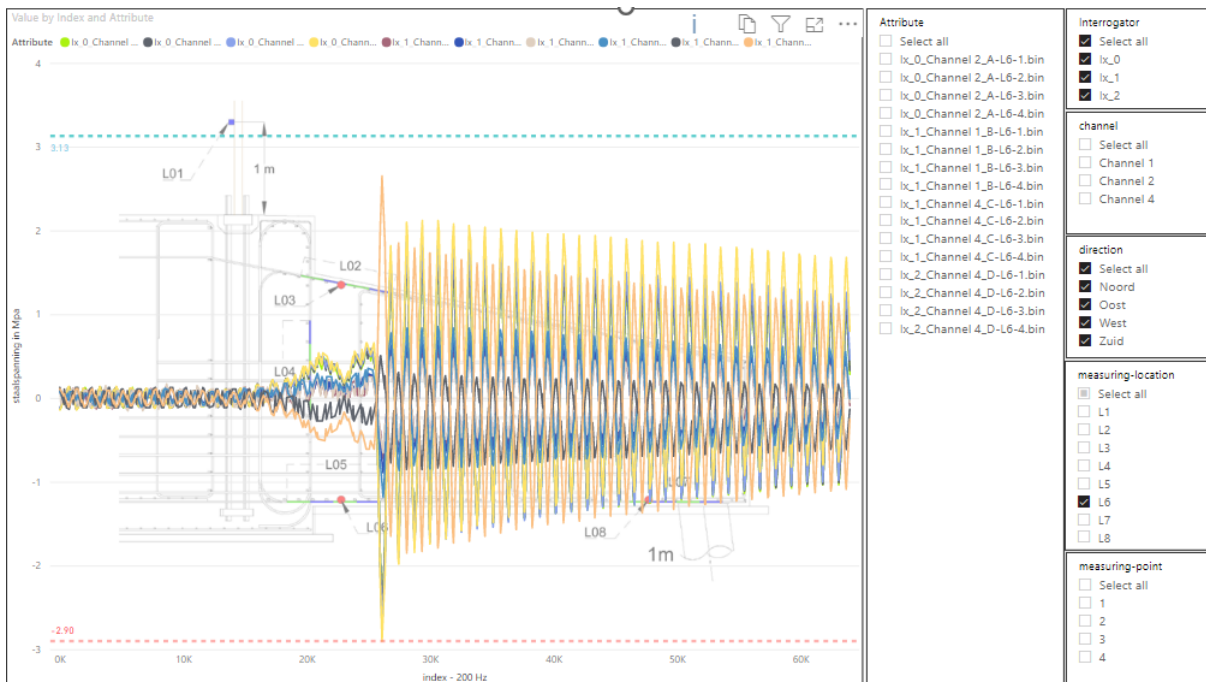 Value by Index and Attribute
Attribute Ix_0_Channel ... Ix_0_Channel ... Ix_0_Channel ... Ix_0_Chann... Ix_1_Chann... Ix_1_Chann... Ix_1_Chann... Ix_1_Chann... Ix_1_Chann... Ix_1_Chann...
4
3.13
3
2
1
0
-1
-2
-2.90
-3
staalspanning in Mpa
L01
1 m
L02
L03
L04
L05
L06
L07
L08
1m
0K 10K 20K 30K 40K 50K 60K
index - 200 Hz
Attribute
Select all
Ix_0_Channel 2_A-L6-1.bin
Ix_0_Channel 2_A-L6-2.bin
Ix_0_Channel 2_A-L6-3.bin
Ix_0_Channel 2_A-L6-4.bin
Ix_1_Channel 1_B-L6-1.bin
Ix_1_Channel 1_B-L6-2.bin
Ix_1_Channel 1_B-L6-3.bin
Ix_1_Channel 1_B-L6-4.bin
Ix_1_Channel 4_C-L6-1.bin
Ix_1_Channel 4_C-L6-2.bin
Ix_1_Channel 4_C-L6-3.bin
Ix_1_Channel 4_C-L6-4.bin
Ix_2_Channel 4_D-L6-1.bin
Ix_2_Channel 4_D-L6-2.bin
Ix_2_Channel 4_D-L6-3.bin
Ix_2_Channel 4_D-L6-4.bin
Interrogator
Select all
Ix_0
Ix_1
Ix_2
channel
Select all
Channel 1
Channel 2
Channel 4
direction
Select all
Noord
Oost
West
Zuid
measuring-location
Select all
L1
L2
L3
L4
L5
L6
L7
L8
measuring-point
Select all
1
2
3
4